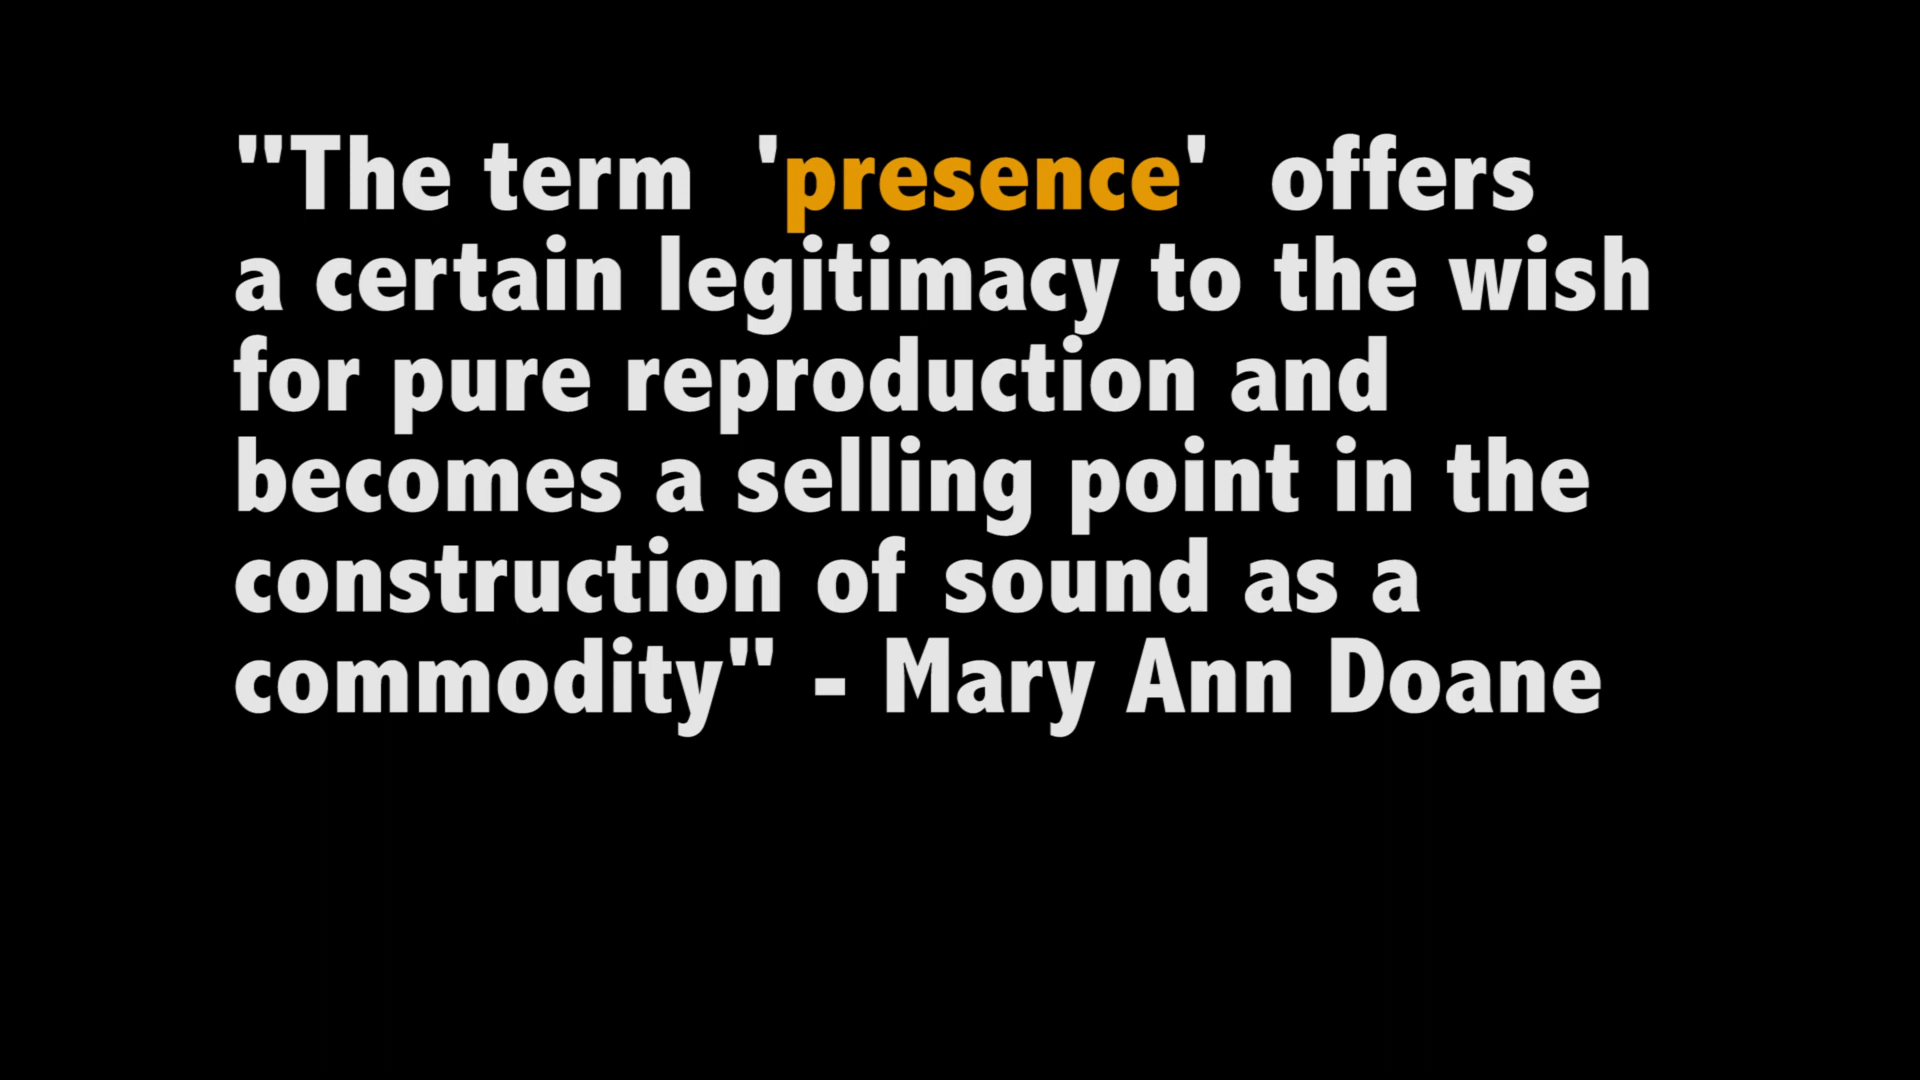 "The term 'presence' offers
a certain legitimacy to the wish
for pure reproduction and
becomes a selling point in the
construction of sound as a
commodity" - Mary Ann Doane